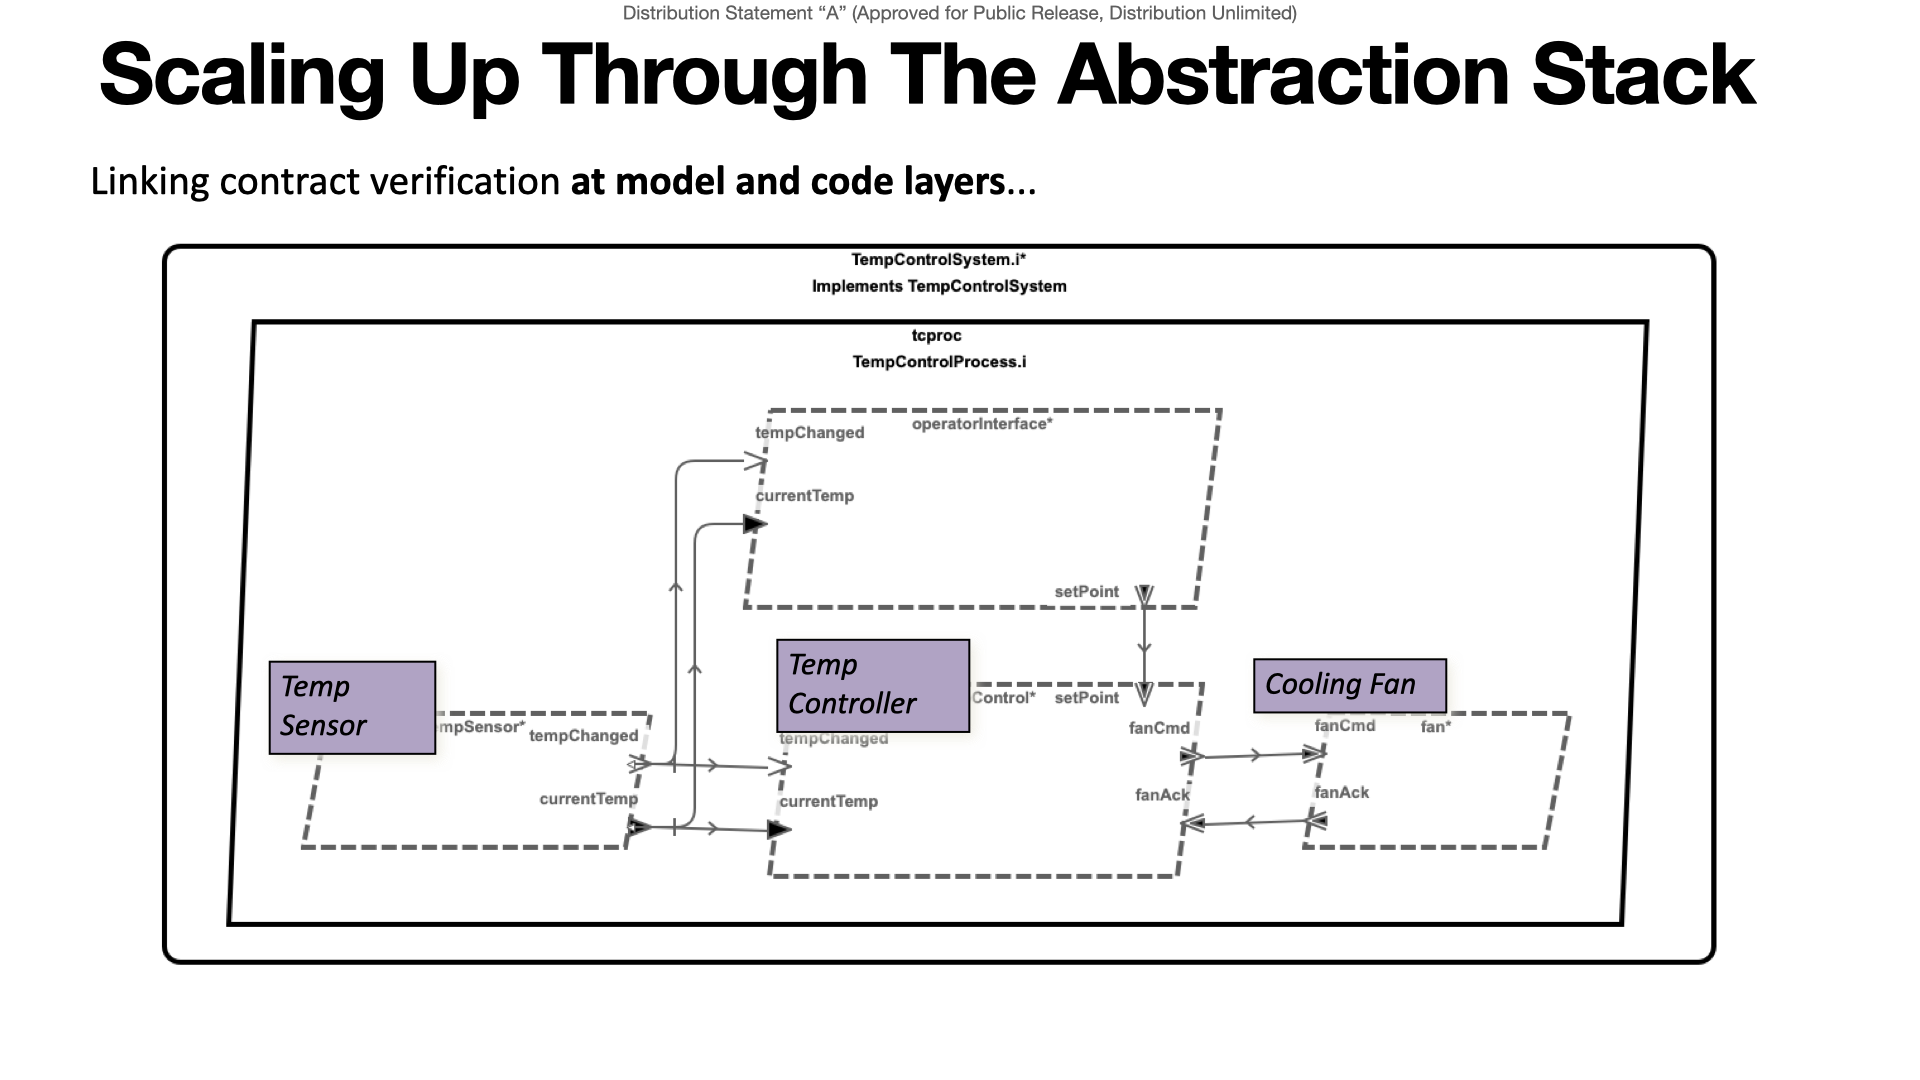 Distribution Statement “A” (Approved for Public Release, Distribution Unlimited)
Scaling Up Through The Abstraction Stack
Linking contract verification at model and code layers...
TempControlSystem.i*
Implements TempControlSystem
tcproc
TempControlProcess.i
operatorInterface*
tempChanged
currentTemp
setPoint
Temp
Sensor
mpSensor*
tempChanged
currentTemp
Temp
Controller
Control*
setPoint
fanCmd
tempChanged
currentTemp
fanAck
Cooling Fan
fanCmd
fan*
fanAck